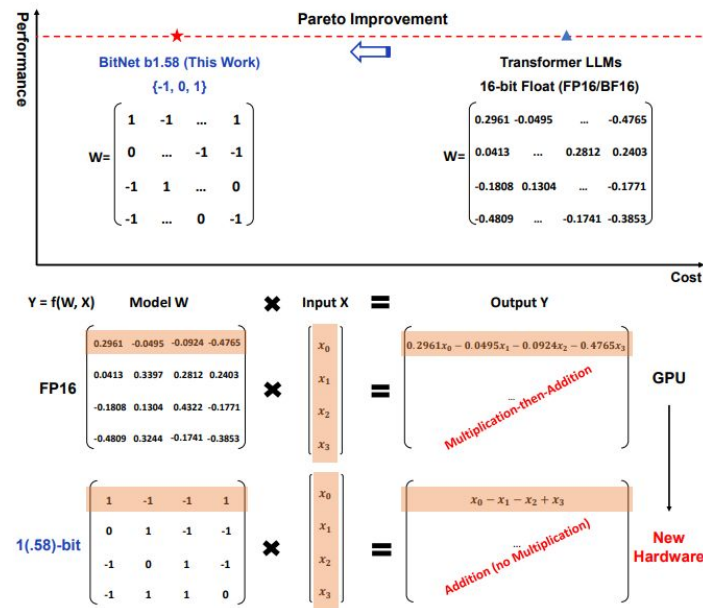 Performance
Pareto Improvement
BitNet b1.58 (This Work)
{-1, 0, 1}
W=
1 -1 ... 1
0 ... -1 -1
-1 1 ... 0
-1 ... 0 -1
Transformer LLMs
16-bit Float (FP16/BF16)
W=
0.2961 -0.0495 ... -0.4765
0.0413 ... 0.2812 0.2403
-0.1808 0.1304 ... -0.1771
-0.4809 ... -0.1741 -0.3853
Cost
Y = f(W, X) Model W ✖ Input X = Output Y
FP16
0.2961 -0.0495 -0.0924 -0.4765
0.0413 0.3397 0.2812 0.2403
-0.1808 0.1304 0.4322 -0.1771
-0.4809 0.3244 -0.1741 -0.3853
✖
x₀
x₁
x₂
x₃
=
0.2961x₀ − 0.0495x₁ − 0.0924x₂ − 0.4765x₃
...
Multiplication-then-Addition
GPU
1(.58)-bit
1 -1 -1 1
0 1 -1 -1
-1 0 1 -1
-1 1 1 0
✖
x₀
x₁
x₂
x₃
=
x₀ − x₁ − x₂ + x₃
...
Addition (no Multiplication)
New
Hardware